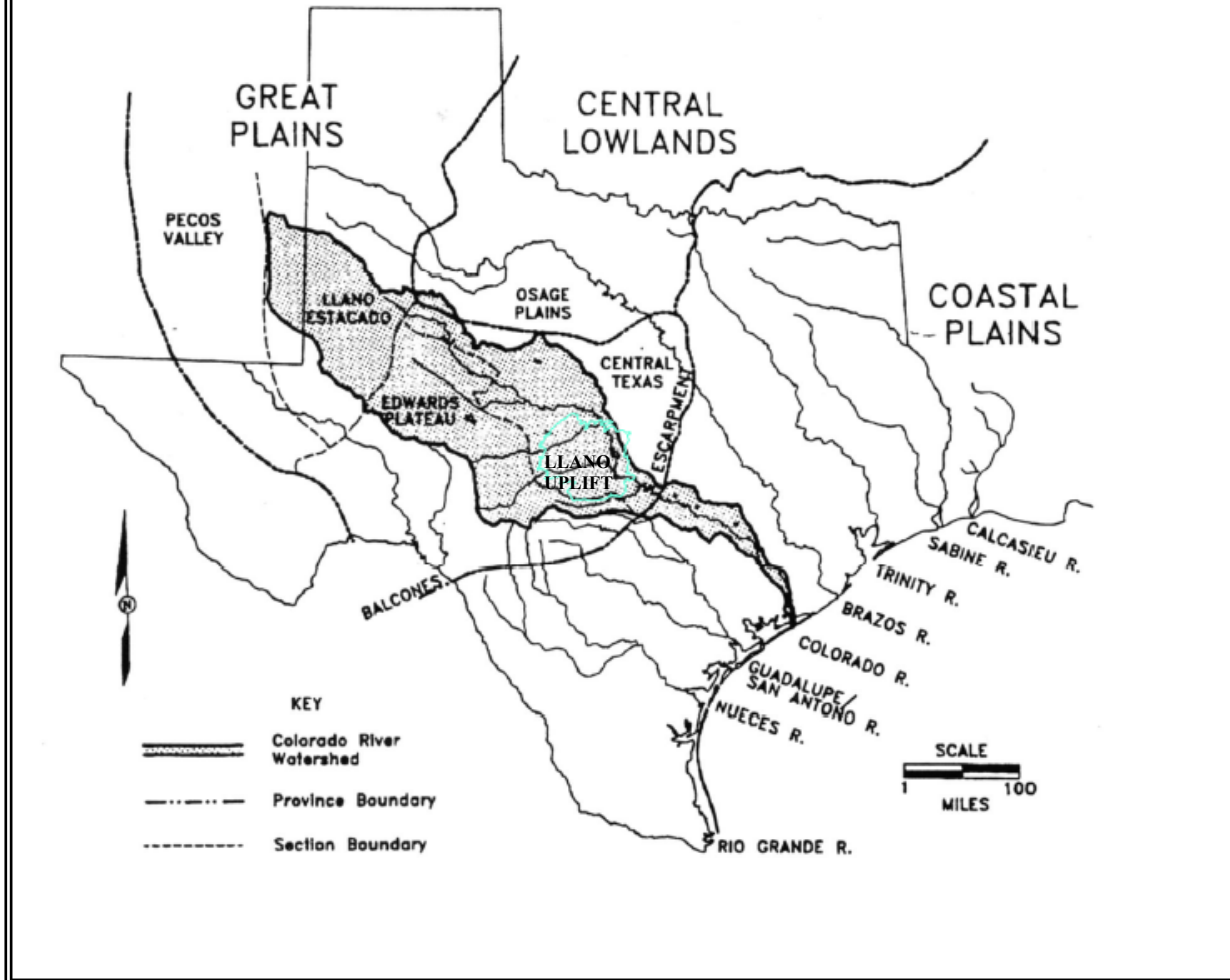 GREAT
PLAINS
CENTRAL
LOWLANDS
PECOS
VALLEY
LLANO
ESTACADO
OSAGE
PLAINS
COASTAL
PLAINS
CENTRAL
TEXAS
EDWARDS
PLATEAU
ESCARPMENT
LLANO
UPLIFT
BALCONES
N
CALCASIEU R.
SABINE R.
TRINITY R.
BRAZOS R.
COLORADO R.
GUADALUPE/
SAN ANTOÑO R.
NUECES R.
RIO GRANDE R.
KEY
Colorado River
Watershed
Province Boundary
Section Boundary
SCALE
1 100
MILES